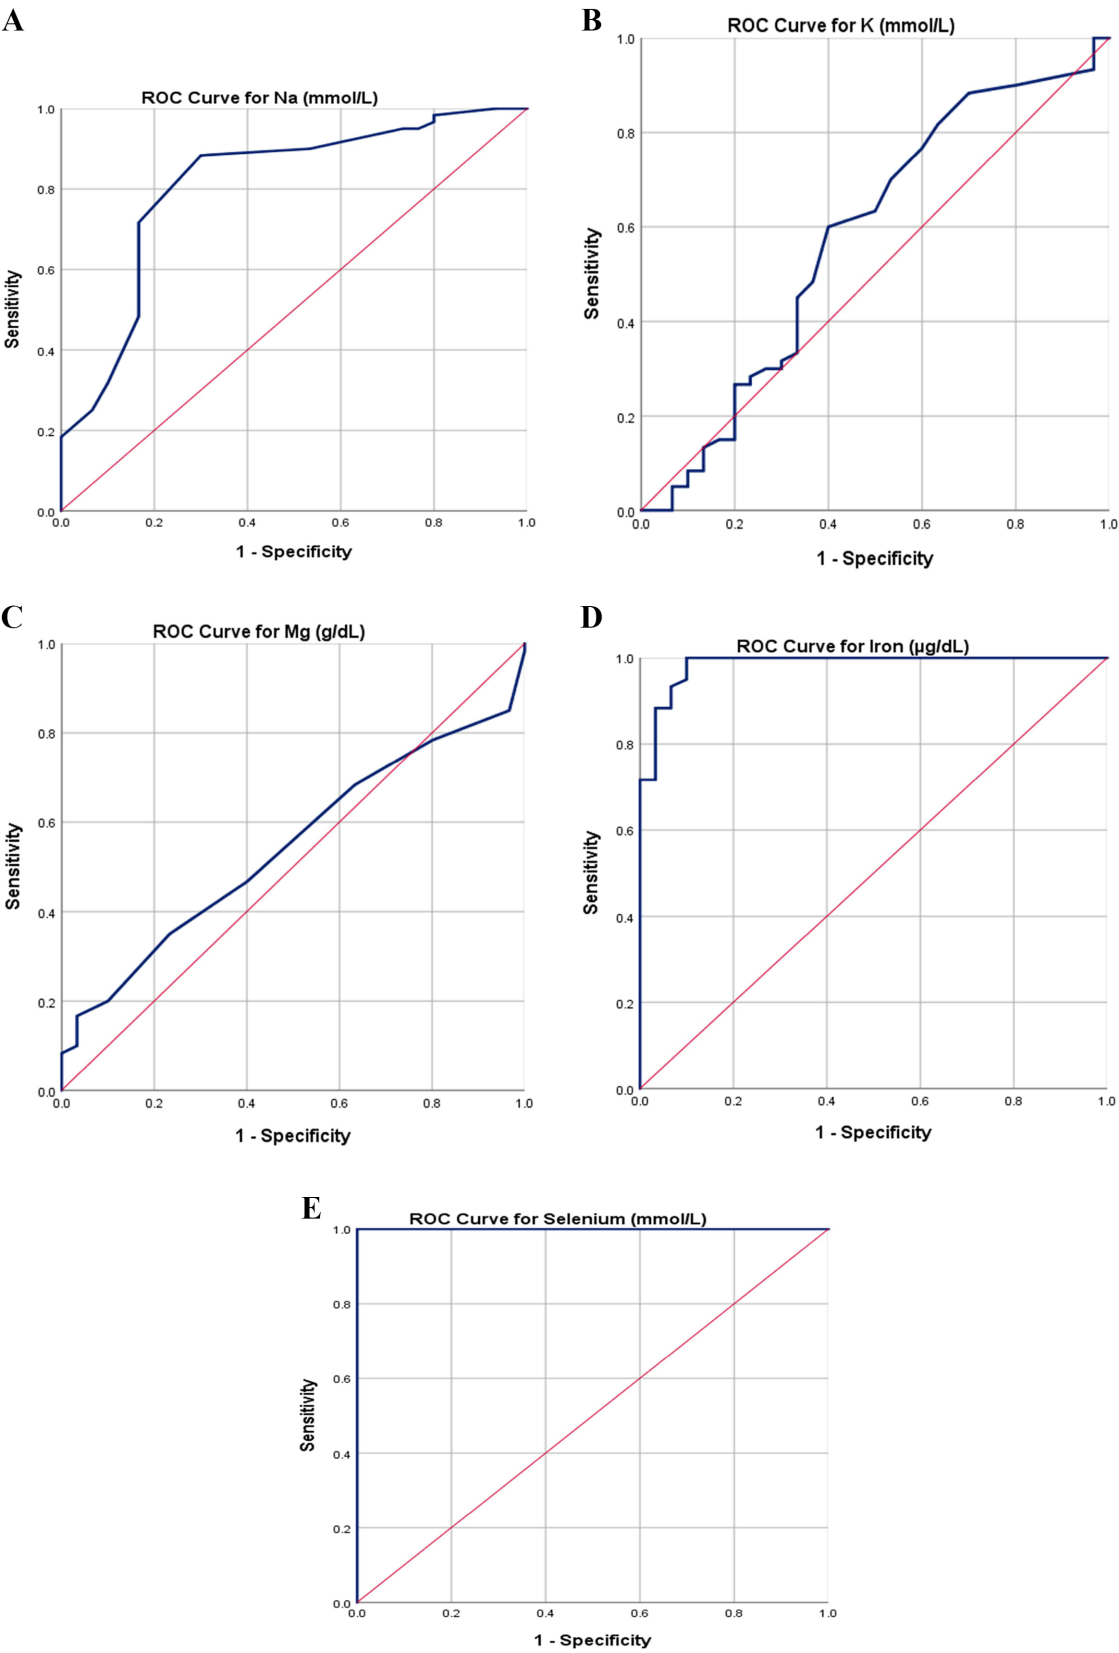 A
ROC Curve for Na (mmol/L)
1.0
0.8
0.6
0.4
0.2
0.0
Sensitivity
0.0 0.2 0.4 0.6 0.8 1.0
1 - Specificity
B
ROC Curve for K (mmol/L)
1.0
0.8
0.6
0.4
0.2
0.0
Sensitivity
0.0 0.2 0.4 0.6 0.8 1.0
1 - Specificity
C
ROC Curve for Mg (g/dL)
1.0
0.8
0.6
0.4
0.2
0.0
Sensitivity
0.0 0.2 0.4 0.6 0.8 1.0
1 - Specificity
D
ROC Curve for Iron (µg/dL)
1.0
0.8
0.6
0.4
0.2
0.0
Sensitivity
0.0 0.2 0.4 0.6 0.8 1.0
1 - Specificity
E
ROC Curve for Selenium (mmol/L)
1.0
0.8
0.6
0.4
0.2
0.0
Sensitivity
0.0 0.2 0.4 0.6 0.8 1.0
1 - Specificity